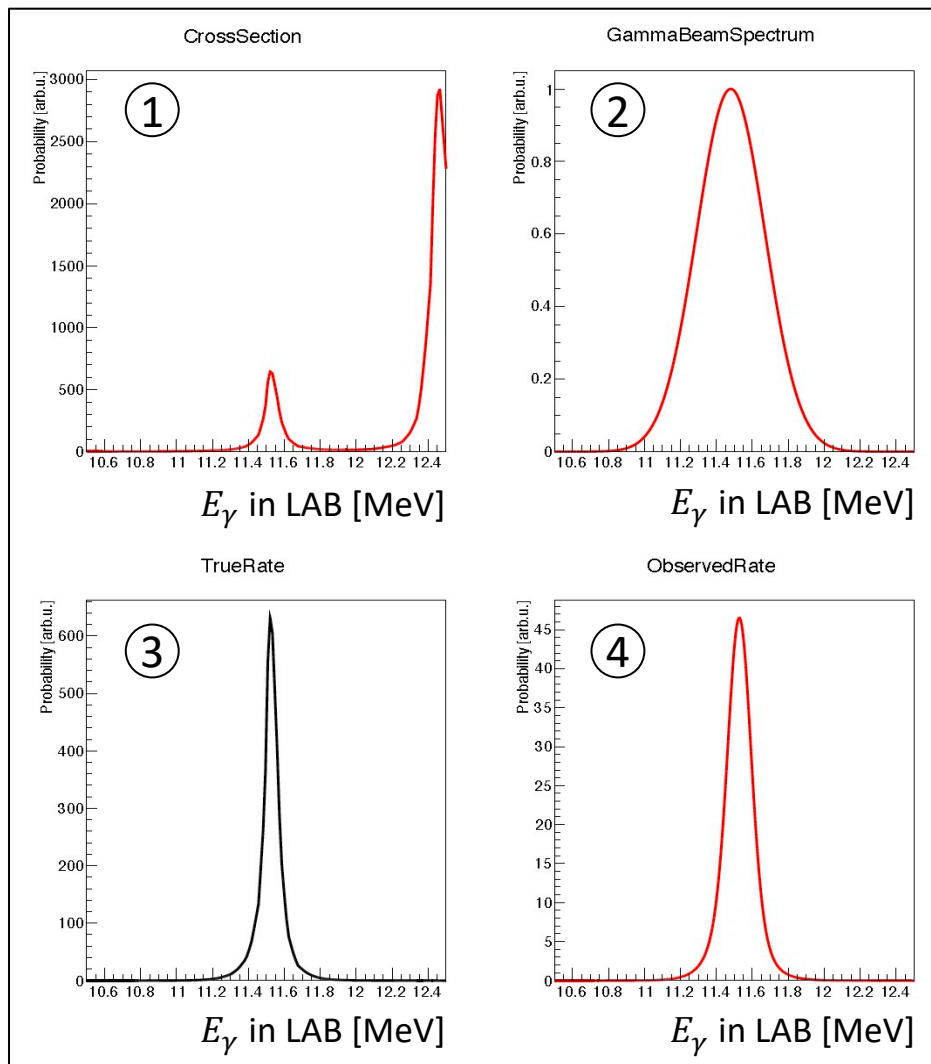 CrossSection
Probability [arb.u.]
3000
2500
2000
1500
1000
500
0
①
10.6 10.8 11 11.2 11.4 11.6 11.8 12 12.2 12.4
E_γ in LAB [MeV]
GammaBeamSpectrum
Probability [arb.u.]
1
0.8
0.6
0.4
0.2
0
②
10.6 10.8 11 11.2 11.4 11.6 11.8 12 12.2 12.4
E_γ in LAB [MeV]
TrueRate
Probability [arb.u.]
600
500
400
300
200
100
0
③
10.6 10.8 11 11.2 11.4 11.6 11.8 12 12.2 12.4
E_γ in LAB [MeV]
ObservedRate
Probability [arb.u.]
45
40
35
30
25
20
15
10
5
0
④
10.6 10.8 11 11.2 11.4 11.6 11.8 12 12.2 12.4
E_γ in LAB [MeV]